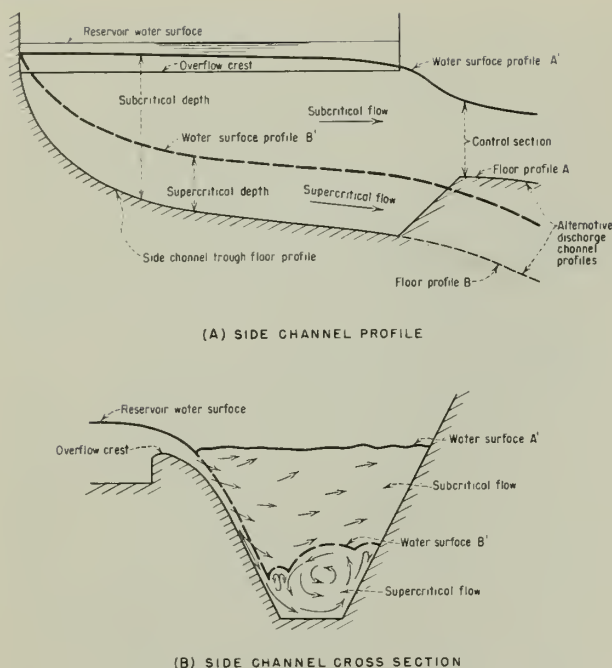 Reservoir water surface
Overflow crest
Water surface profile A'
Subcritical depth
Subcritical flow
Water surface profile B'
Control section
Floor profile A
Supercritical depth
Supercritical flow
Alternative
discharge
channel
profiles
Side channel trough floor profile
Floor profile B
(A) SIDE CHANNEL PROFILE
Reservoir water surface
Overflow crest
Water surface A'
Subcritical flow
Water surface B'
Supercritical flow
(B) SIDE CHANNEL CROSS SECTION